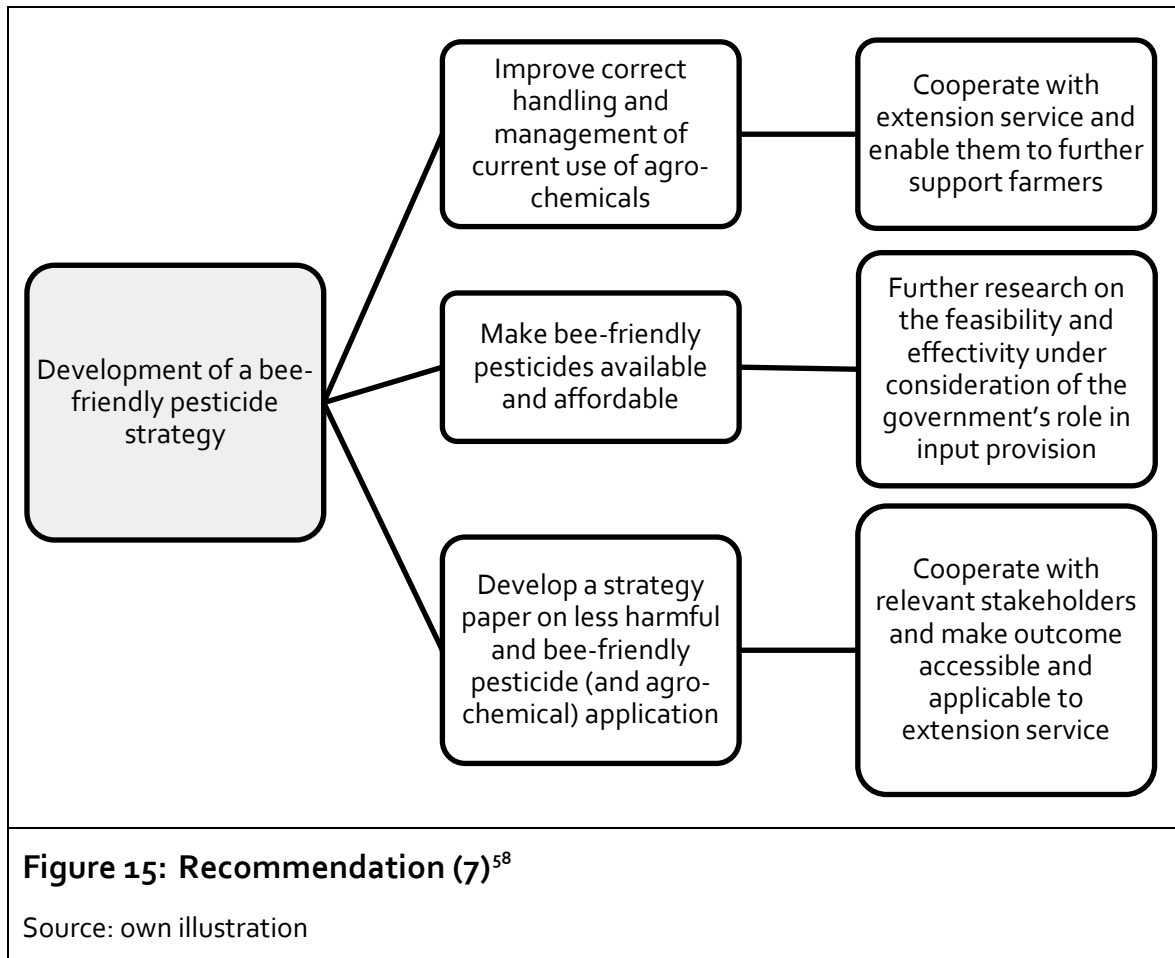 Development of a bee-
friendly pesticide
strategy
Improve correct
handling and
management of
current use of agro-
chemicals
Cooperate with
extension service and
enable them to further
support farmers
Make bee-friendly
pesticides available
and affordable
Further research on
the feasibility and
effectivity under
consideration of the
government’s role in
input provision
Develop a strategy
paper on less harmful
and bee-friendly
pesticide (and agro-
chemical) application
Cooperate with
relevant stakeholders
and make outcome
accessible and
applicable to
extension service
Figure 15: Recommendation (7)⁵⁸
Source: own illustration